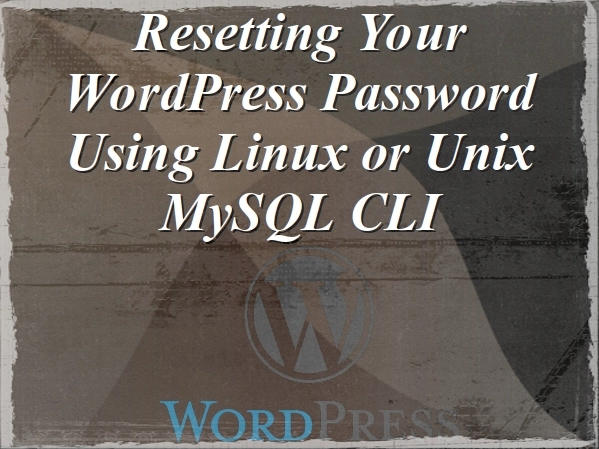 Resetting Your
WordPress Password
Using Linux or Unix
MySQL CLI
W
WORDPRESS